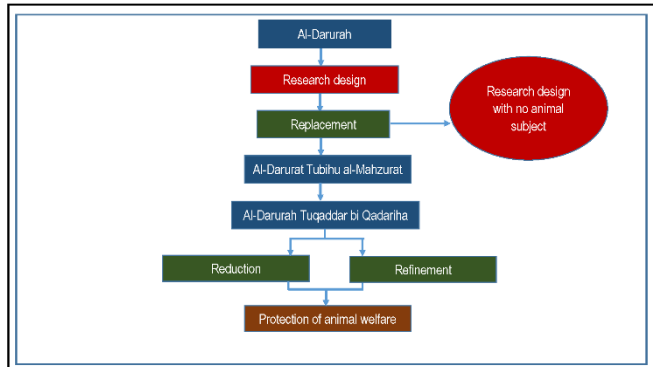 Al-Darurah
Research design
Research design
with no animal
subject
Replacement
Al-Darurat Tubihu al-Mahzurat
Al-Darurah Tuqaddar bi Qadariha
Reduction
Refinement
Protection of animal welfare